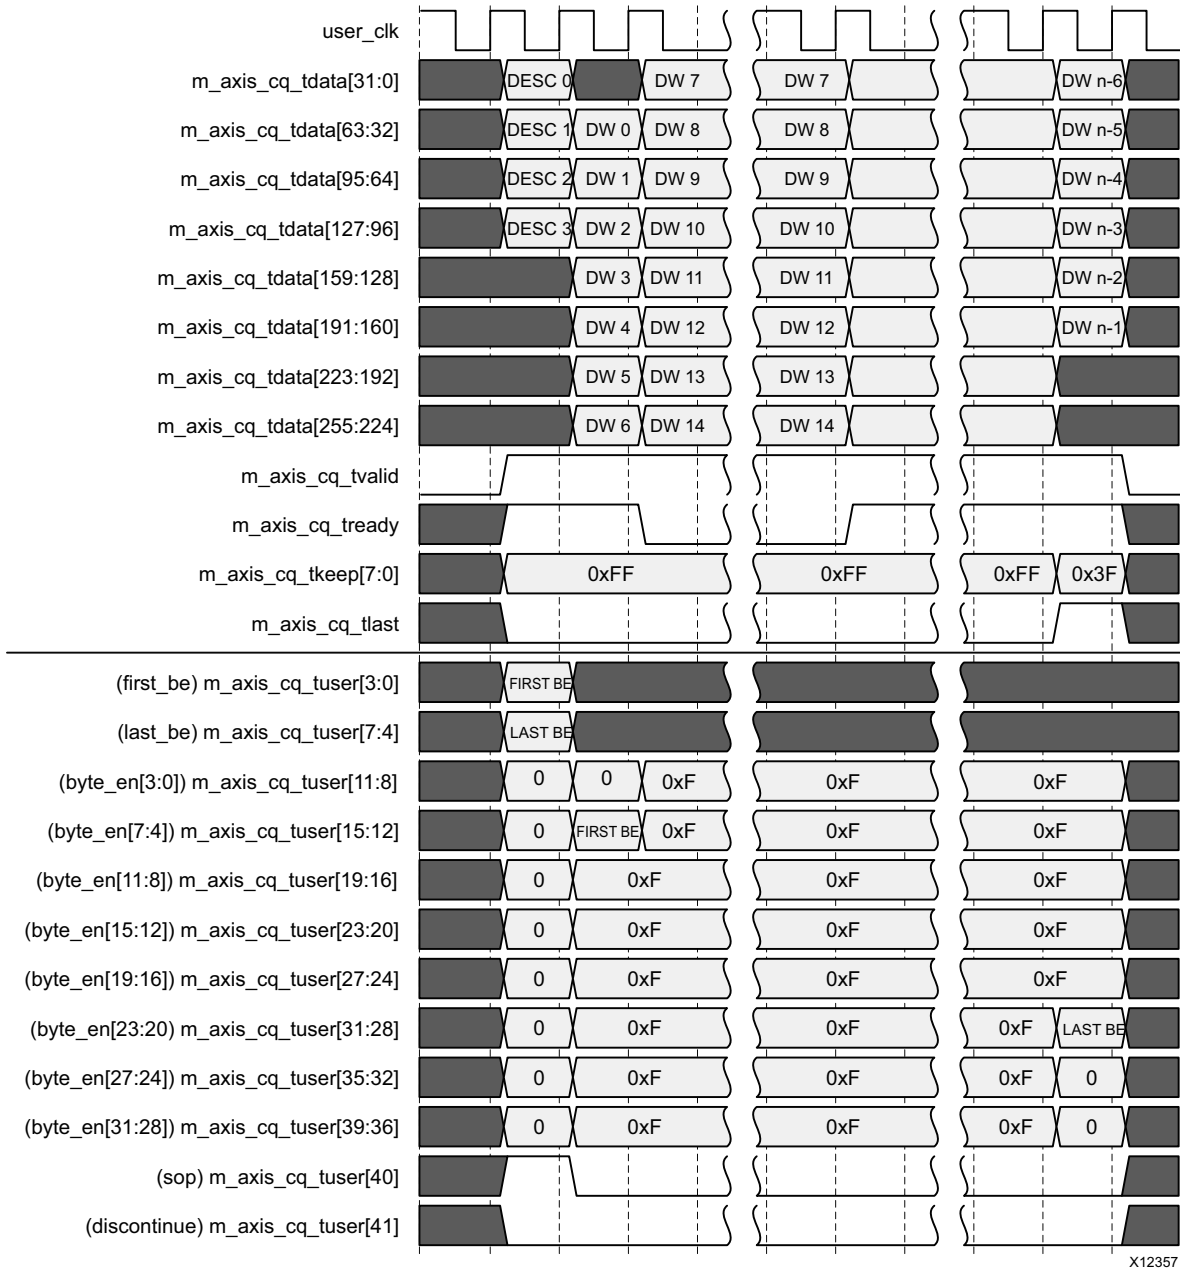 user_clk
m_axis_cq_tdata[31:0] DESC 0 DW 7 DW 7 DW n-6
m_axis_cq_tdata[63:32] DESC 1 DW 0 DW 8 DW 8 DW n-5
m_axis_cq_tdata[95:64] DESC 2 DW 1 DW 9 DW 9 DW n-4
m_axis_cq_tdata[127:96] DESC 3 DW 2 DW 10 DW 10 DW n-3
m_axis_cq_tdata[159:128] DW 3 DW 11 DW 11 DW n-2
m_axis_cq_tdata[191:160] DW 4 DW 12 DW 12 DW n-1
m_axis_cq_tdata[223:192] DW 5 DW 13 DW 13
m_axis_cq_tdata[255:224] DW 6 DW 14 DW 14
m_axis_cq_tvalid
m_axis_cq_tready
m_axis_cq_tkeep[7:0] 0xFF 0xFF 0xFF 0x3F
m_axis_cq_tlast
(first_be) m_axis_cq_tuser[3:0] FIRST BE
(last_be) m_axis_cq_tuser[7:4] LAST BE
(byte_en[3:0]) m_axis_cq_tuser[11:8] 0 0 0xF 0xF 0xF
(byte_en[7:4]) m_axis_cq_tuser[15:12] 0 FIRST BE 0xF 0xF 0xF
(byte_en[11:8]) m_axis_cq_tuser[19:16] 0 0xF 0xF 0xF
(byte_en[15:12]) m_axis_cq_tuser[23:20] 0 0xF 0xF 0xF
(byte_en[19:16]) m_axis_cq_tuser[27:24] 0 0xF 0xF 0xF
(byte_en[23:20) m_axis_cq_tuser[31:28] 0 0xF 0xF 0xF LAST BE
(byte_en[27:24]) m_axis_cq_tuser[35:32] 0 0xF 0xF 0xF 0
(byte_en[31:28]) m_axis_cq_tuser[39:36] 0 0xF 0xF 0xF 0
(sop) m_axis_cq_tuser[40]
(discontinue) m_axis_cq_tuser[41]
X12357